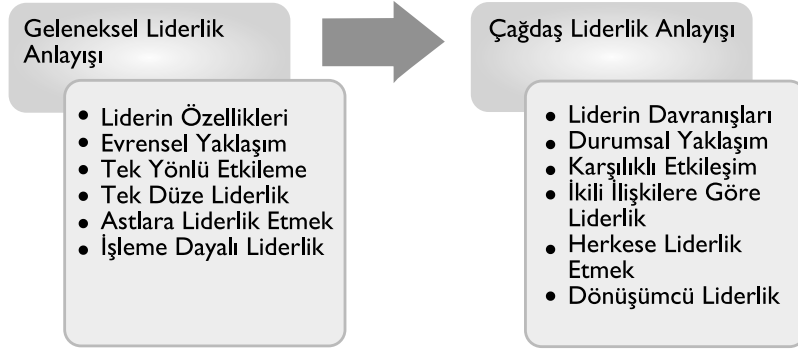 Geleneksel Liderlik
Anlayışı
• Liderin Özellikleri
• Evrensel Yaklaşım
• Tek Yönlü Etkileme
• Tek Düze Liderlik
• Astlara Liderlik Etmek
• İşleme Dayalı Liderlik
Çağdaş Liderlik Anlayışı
• Liderin Davranışları
• Durumsal Yaklaşım
• Karşılıklı Etkileşim
• İkili İlişkilere Göre
Liderlik
• Herkese Liderlik
Etmek
• Dönüşümcü Liderlik